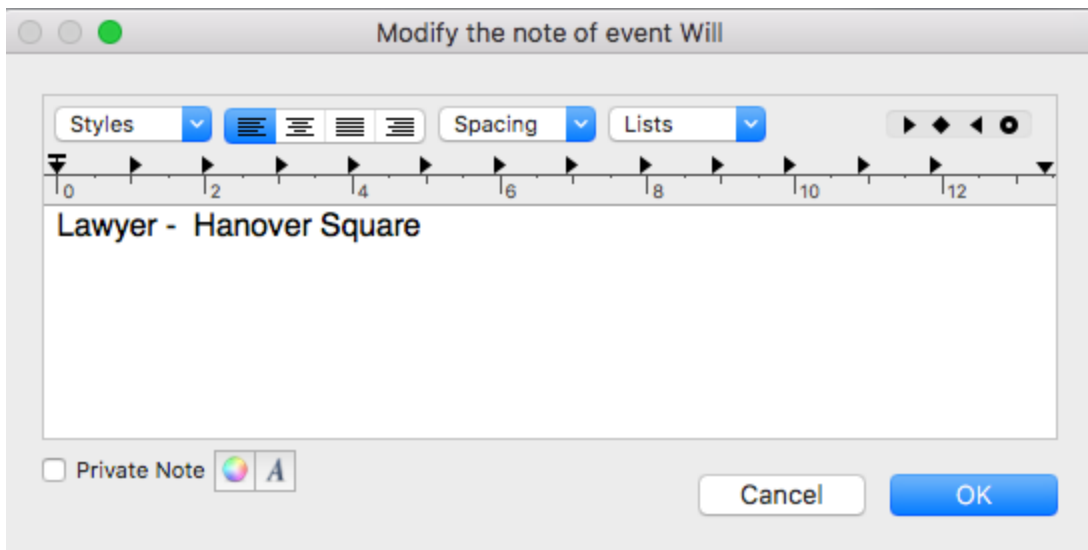 Modify the note of event Will
Styles Spacing Lists
0 2 4 6 8 10 12
Lawyer -  Hanover Square
Private Note A
Cancel OK